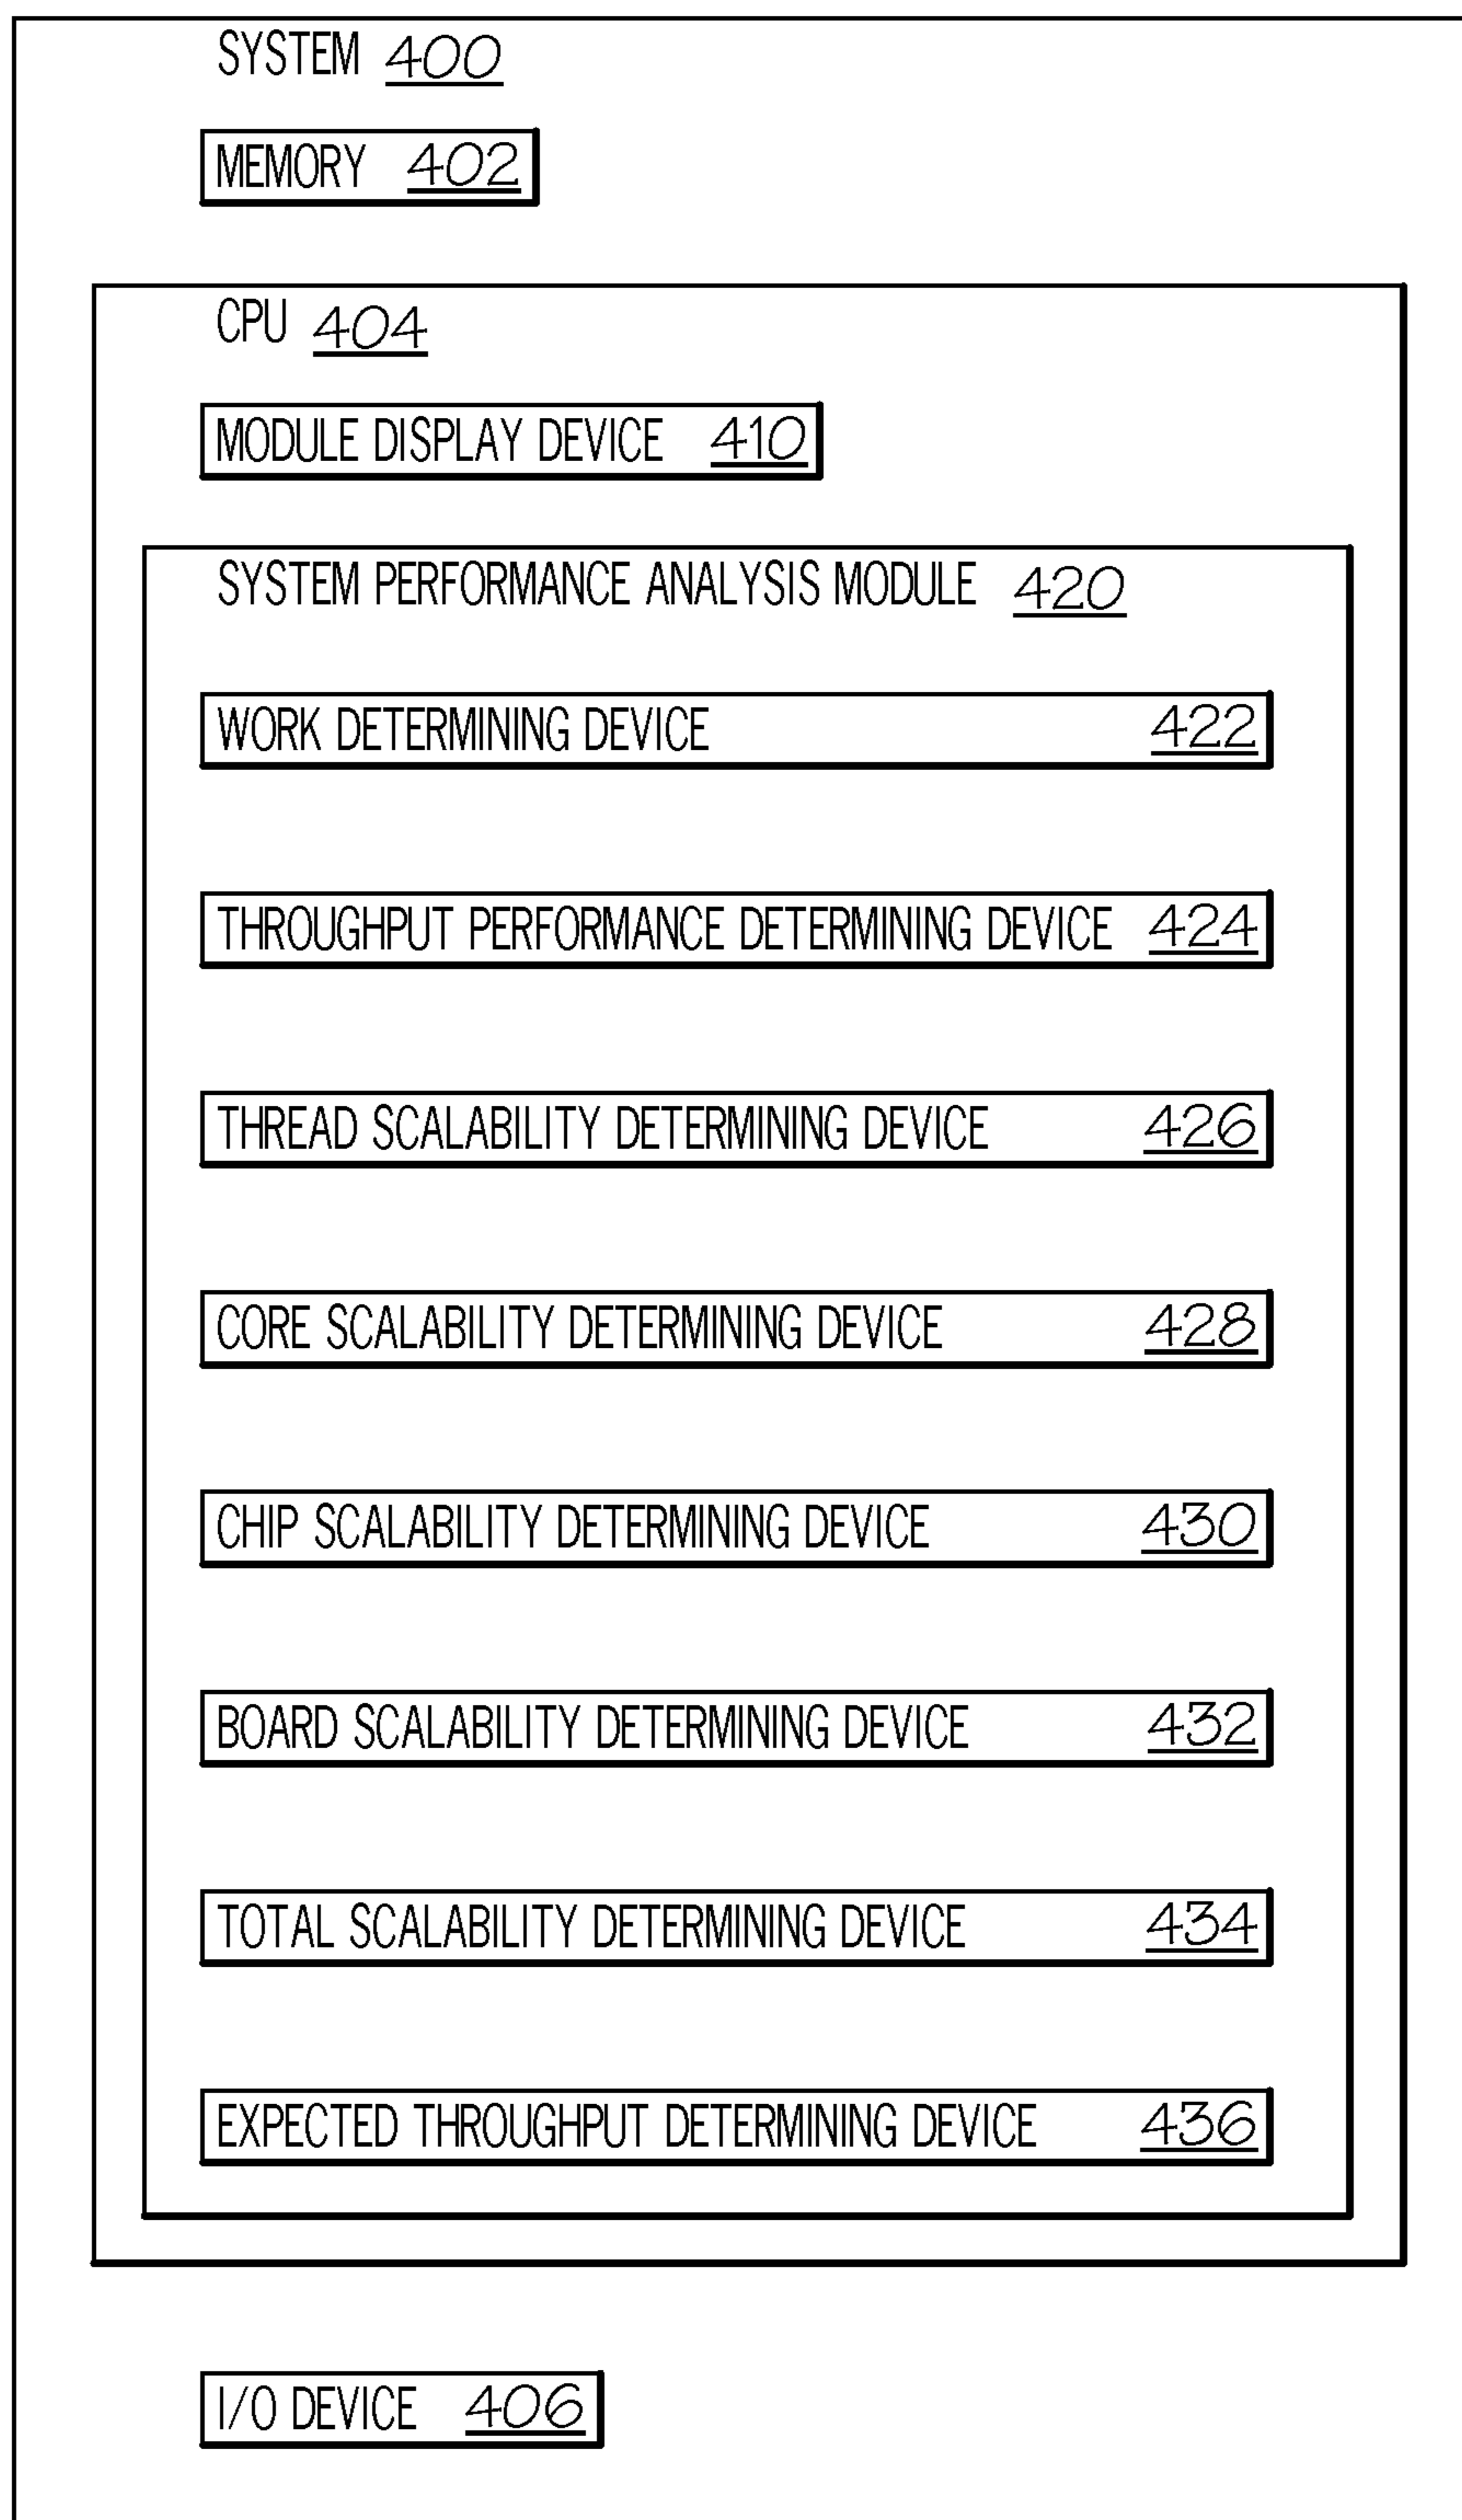 SYSTEM 400
MEMORY 402
CPU 404
MODULE DISPLAY DEVICE 410
SYSTEM PERFORMANCE ANALYSIS MODULE 420
WORK DETERMINING DEVICE 422
THROUGHPUT PERFORMANCE DETERMINING DEVICE 424
THREAD SCALABILITY DETERMINING DEVICE 426
CORE SCALABILITY DETERMINING DEVICE 428
CHIP SCALABILITY DETERMINING DEVICE 430
BOARD SCALABILITY DETERMINING DEVICE 432
TOTAL SCALABILITY DETERMINING DEVICE 434
EXPECTED THROUGHPUT DETERMINING DEVICE 436
I/O DEVICE 406